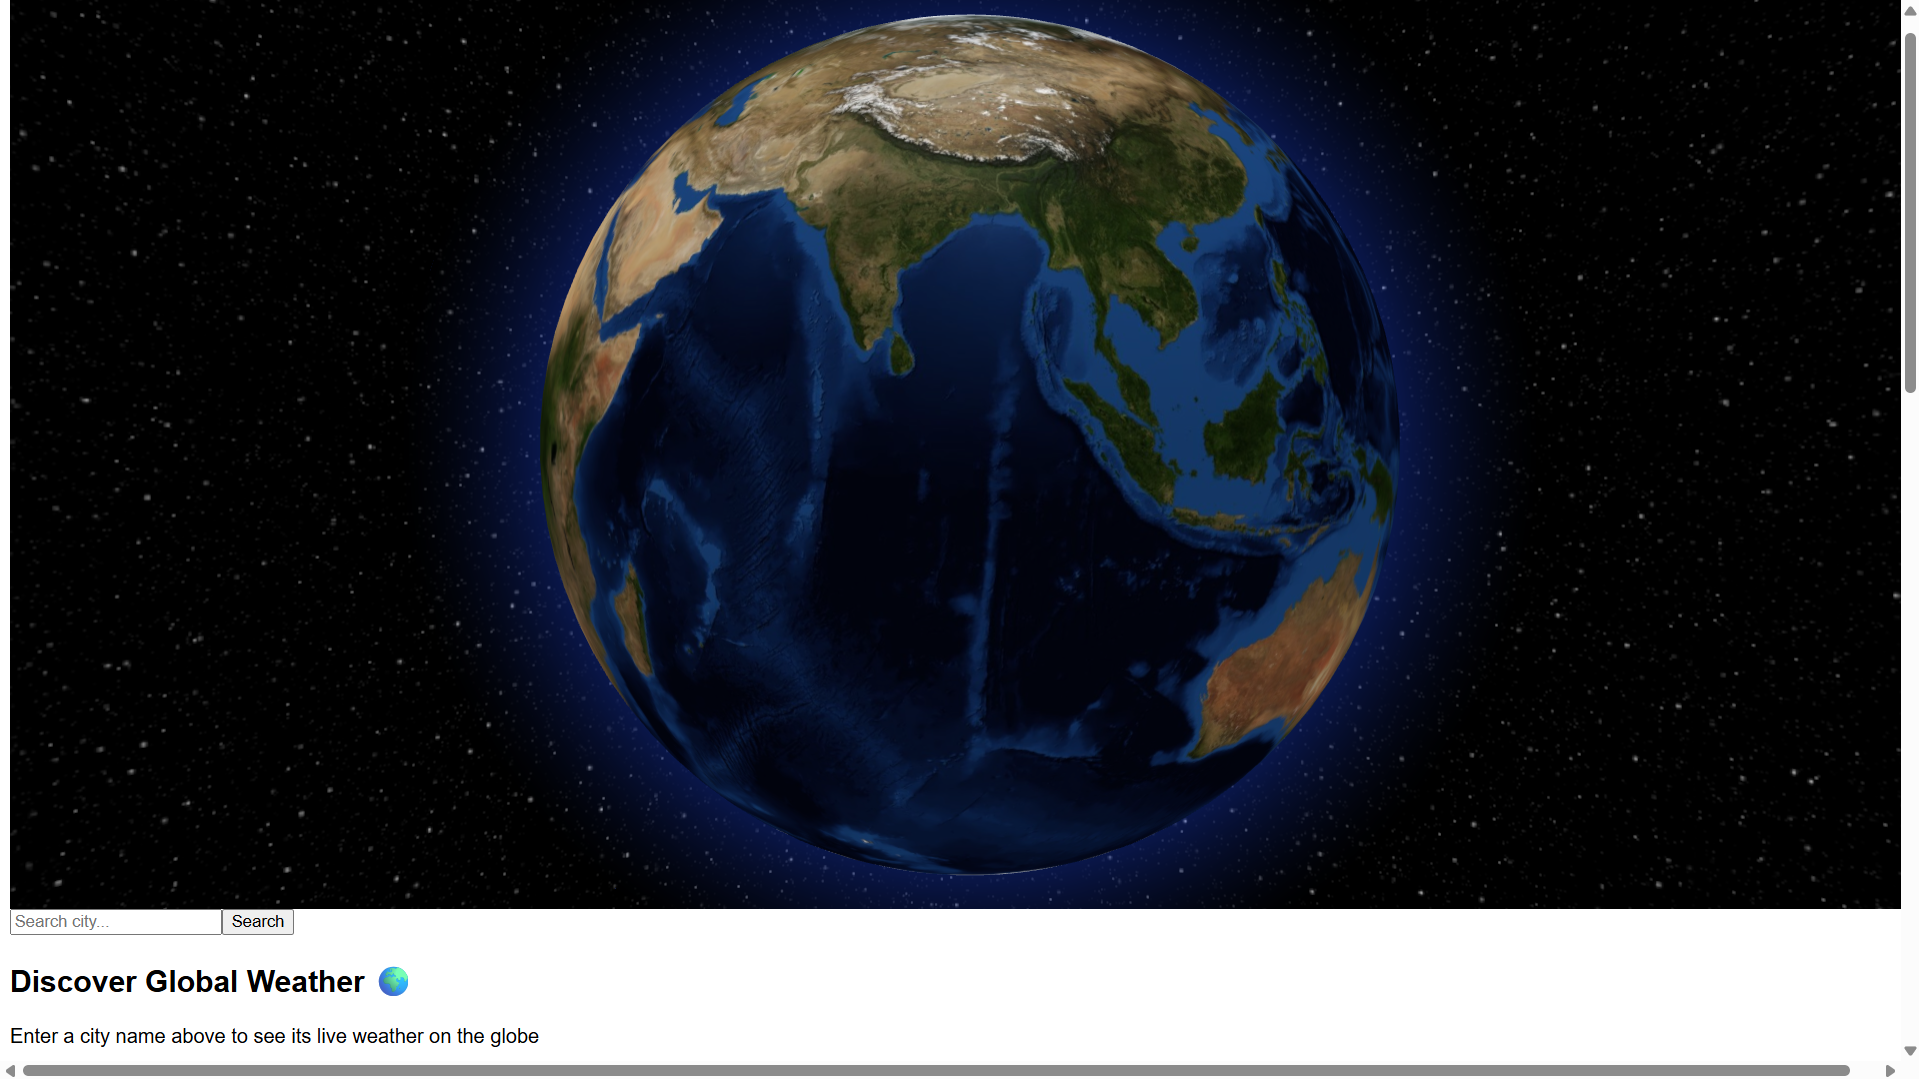 Search city...
Search
Discover Global Weather 🌍
Enter a city name above to see its live weather on the globe